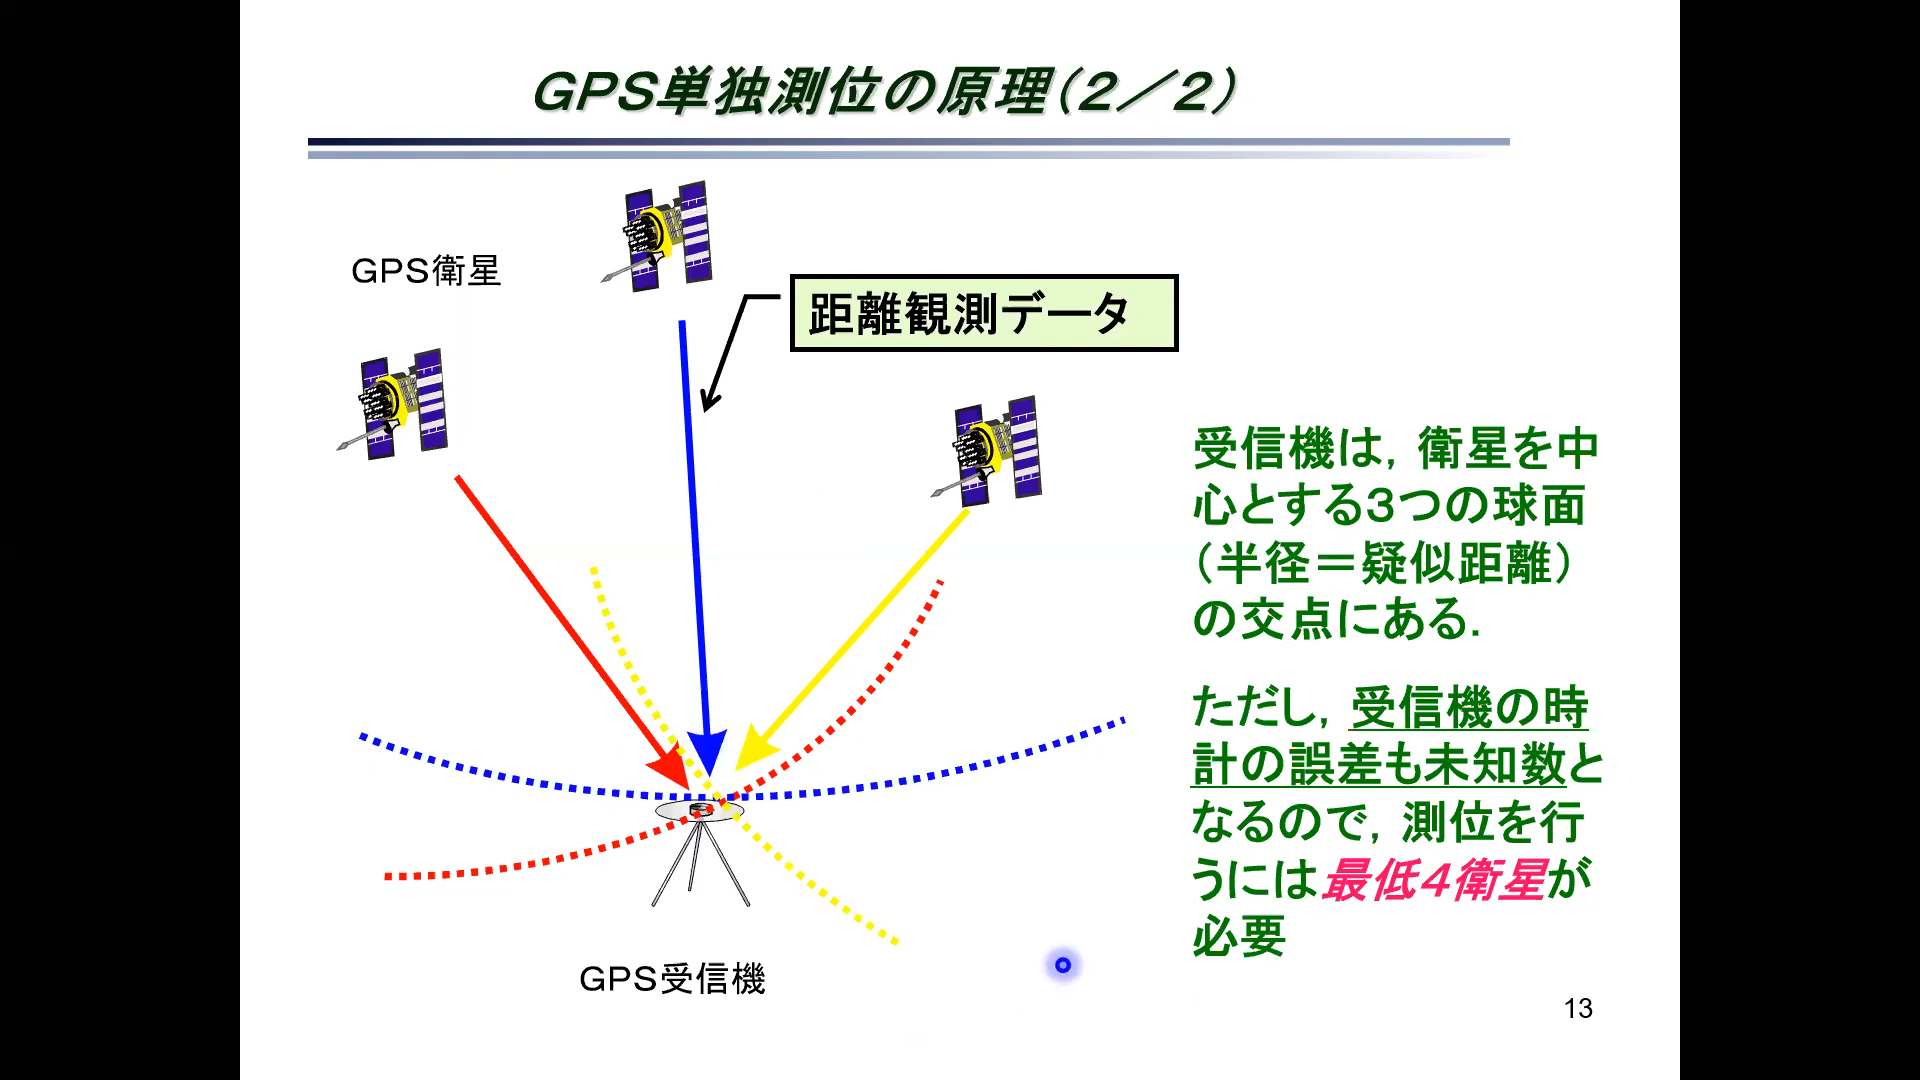 GPS単独測位の原理(2/2)
GPS衛星
距離観測データ
受信機は，衛星を中
心とする3つの球面
(半径＝疑似距離)
の交点にある．
ただし，受信機の時
計の誤差も未知数と
なるので，測位を行
うには最低4衛星が
必要
GPS受信機
13